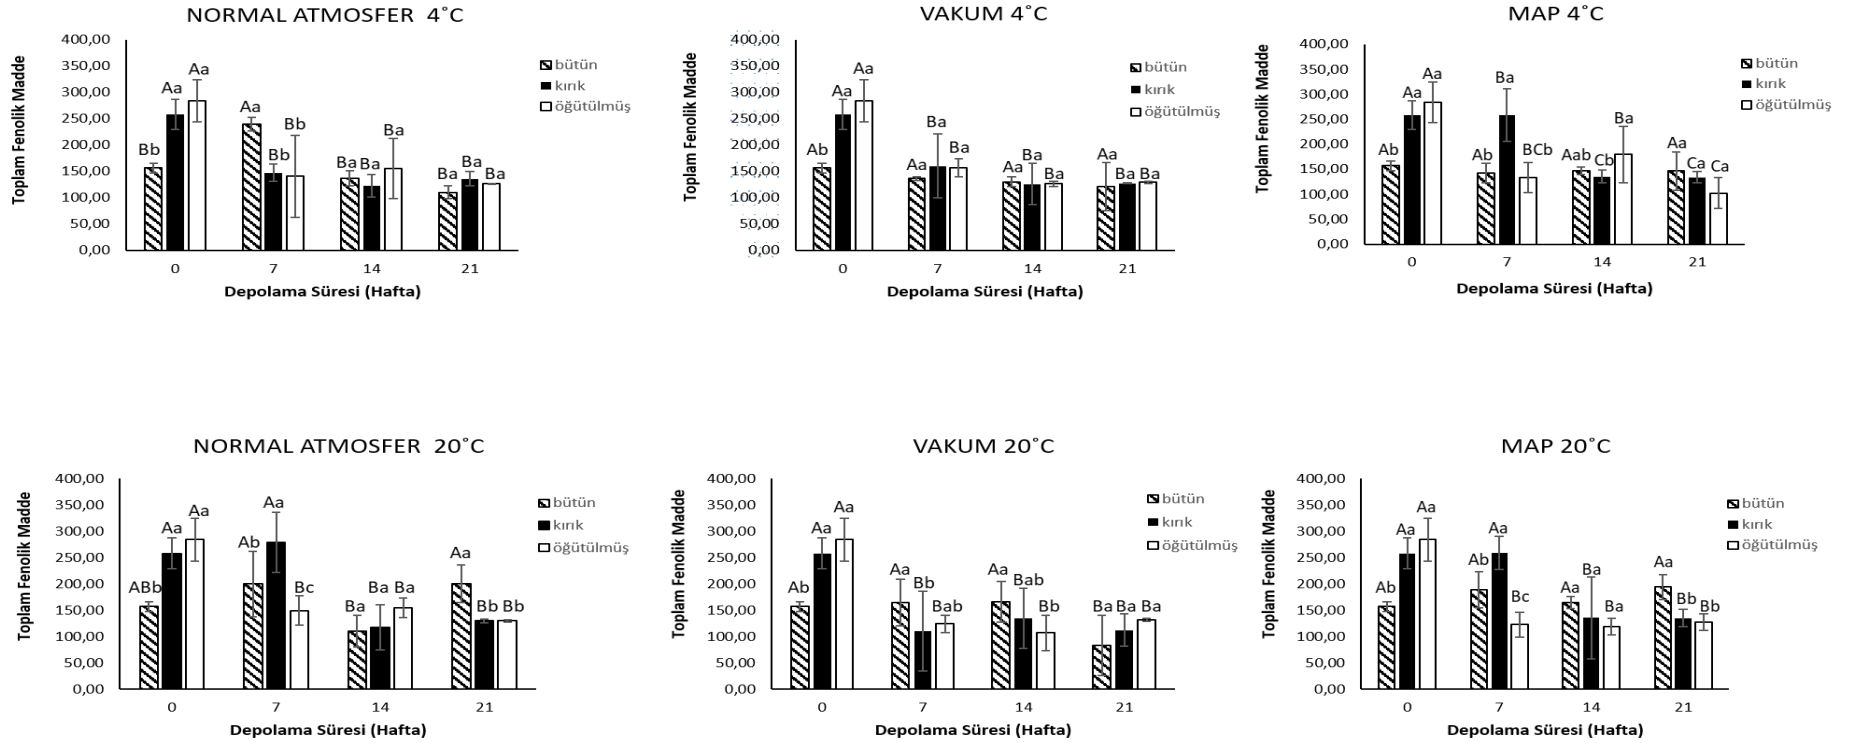 NORMAL ATMOSFER 4˚C
Toplam Fenolik Madde
400,00
350,00
300,00
250,00
200,00
150,00
100,00
50,00
0,00
Bb Aa Aa
Aa Bb Bb
Ba Ba Ba
Ba Ba Ba
0 7 14 21
Depolama Süresi (Hafta)
bütün
kırık
öğütülmüş
VAKUM 4˚C
Toplam Fenolik Madde
400,00
350,00
300,00
250,00
200,00
150,00
100,00
50,00
0,00
Ab Aa Aa
Aa Ba Ba
Aa Ba Ba
Aa Ba Ba
0 7 14 21
Depolama Süresi (Hafta)
bütün
kırık
öğütülmüş
MAP 4˚C
Toplam Fenolik Madde
400,00
350,00
300,00
250,00
200,00
150,00
100,00
50,00
0,00
Ab Aa Aa
Ab Ba BCb
Aab Cb Ba
Aa Ca Ca
0 7 14 21
Depolama Süresi (Hafta)
bütün
kırık
öğütülmüş
NORMAL ATMOSFER 20˚C
Toplam Fenolik Madde
400,00
350,00
300,00
250,00
200,00
150,00
100,00
50,00
0,00
ABb Aa Aa
Ab Aa Bc
Ba Ba Ba
Aa Bb Bb
0 7 14 21
Depolama Süresi (Hafta)
bütün
kırık
öğütülmüş
VAKUM 20˚C
Toplam Fenolik Madde
400,00
350,00
300,00
250,00
200,00
150,00
100,00
50,00
0,00
Ab Aa Aa
Aa Bb Bab
Aa Bab Bb
Ba Ba Ba
0 7 14 21
Depolama Süresi (Hafta)
bütün
kırık
öğütülmüş
MAP 20˚C
Toplam Fenolik Madde
400,00
350,00
300,00
250,00
200,00
150,00
100,00
50,00
0,00
Ab Aa Aa
Ab Aa Bc
Aa Ba Ba
Aa Bb Bb
0 7 14 21
Depolama Süresi (Hafta)
bütün
kırık
öğütülmüş